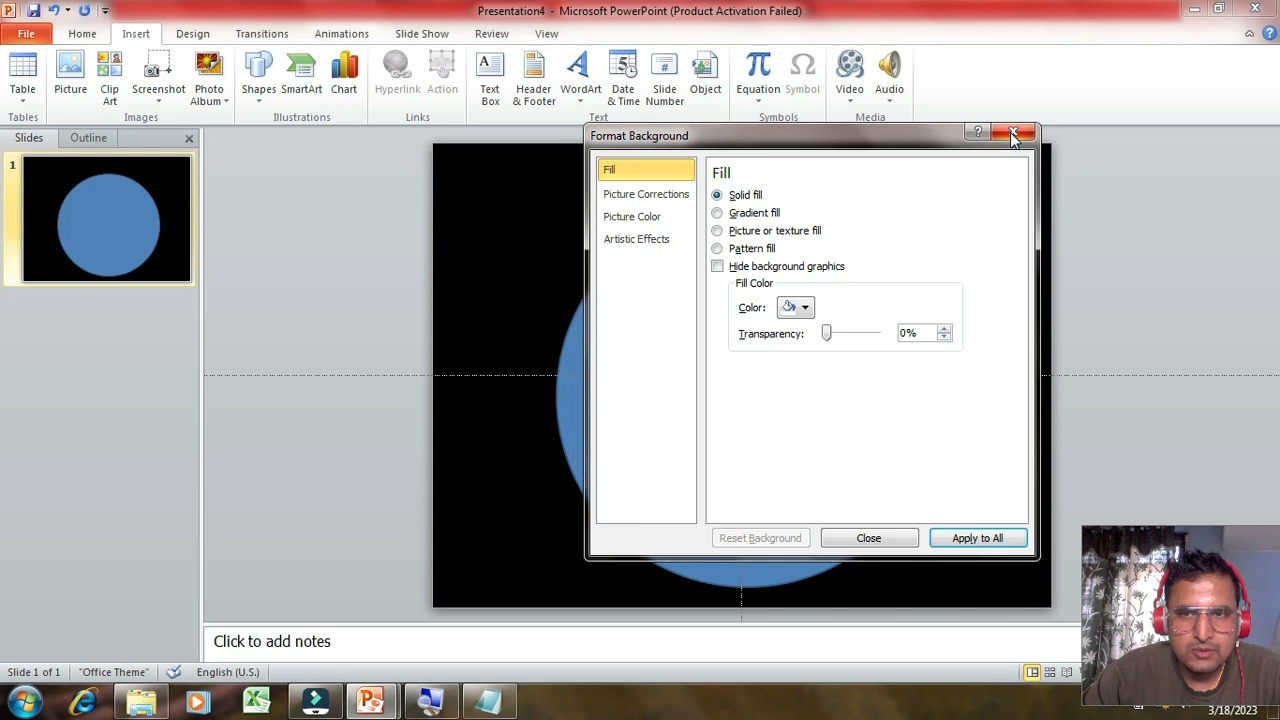 Presentation4 - Microsoft PowerPoint (Product Activation Failed)
File Home Insert Design Transitions Animations Slide Show Review View
Table Picture Clip Art Screenshot Photo Album Shapes SmartArt Chart Hyperlink Action Text Box Header & Footer WordArt Date & Time Slide Number Object Equation Symbol Video Audio
Tables Images Illustrations Links Text Symbols Media
Slides Outline
1
Format Background
Fill
Picture Corrections
Picture Color
Artistic Effects
Fill
Solid fill
Gradient fill
Picture or texture fill
Pattern fill
Hide background graphics
Fill Color
Color:
Transparency: 0%
Reset Background Close Apply to All
Click to add notes
Slide 1 of 1 "Office Theme" English (U.S.)
3/18/2023